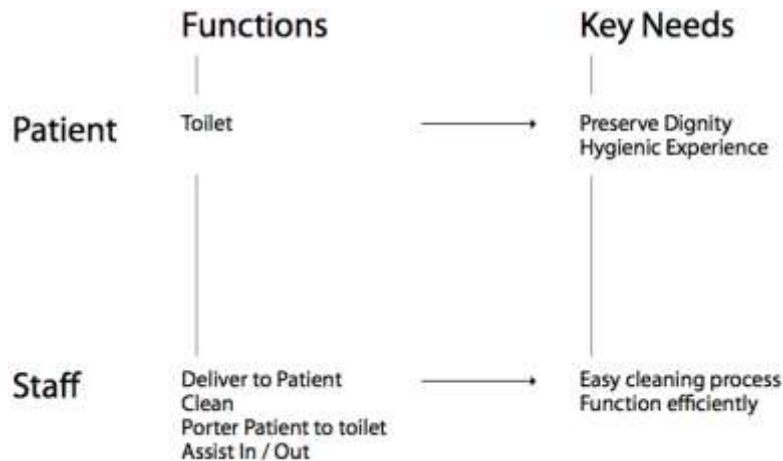 Functions
Key Needs
Patient
Toilet
Preserve Dignity
Hygienic Experience
Staff
Deliver to Patient
Clean
Porter Patient to toilet
Assist In / Out
Easy cleaning process
Function efficiently